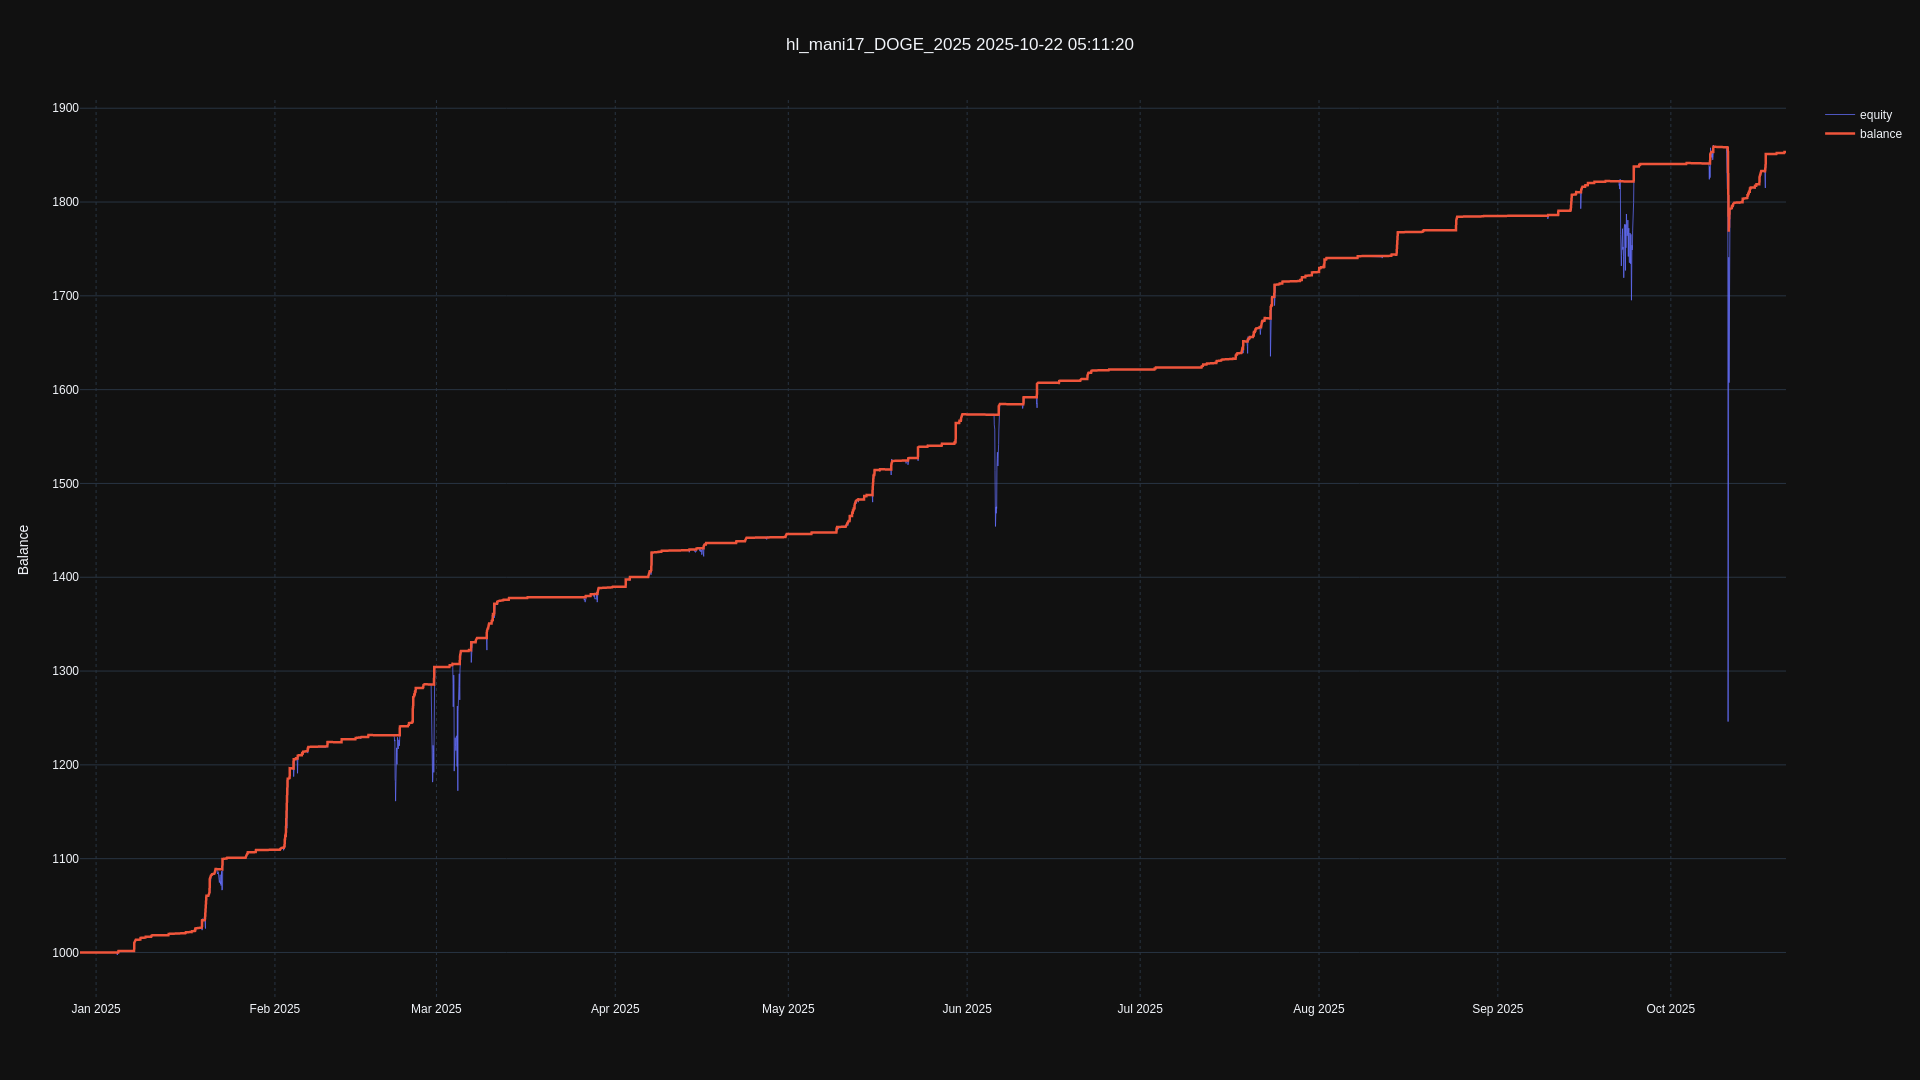 hl_mani17_DOGE_2025 2025-10-22 05:11:20
equity
balance
Balance
1900
1800
1700
1600
1500
1400
1300
1200
1100
1000
Jan 2025
Feb 2025
Mar 2025
Apr 2025
May 2025
Jun 2025
Jul 2025
Aug 2025
Sep 2025
Oct 2025